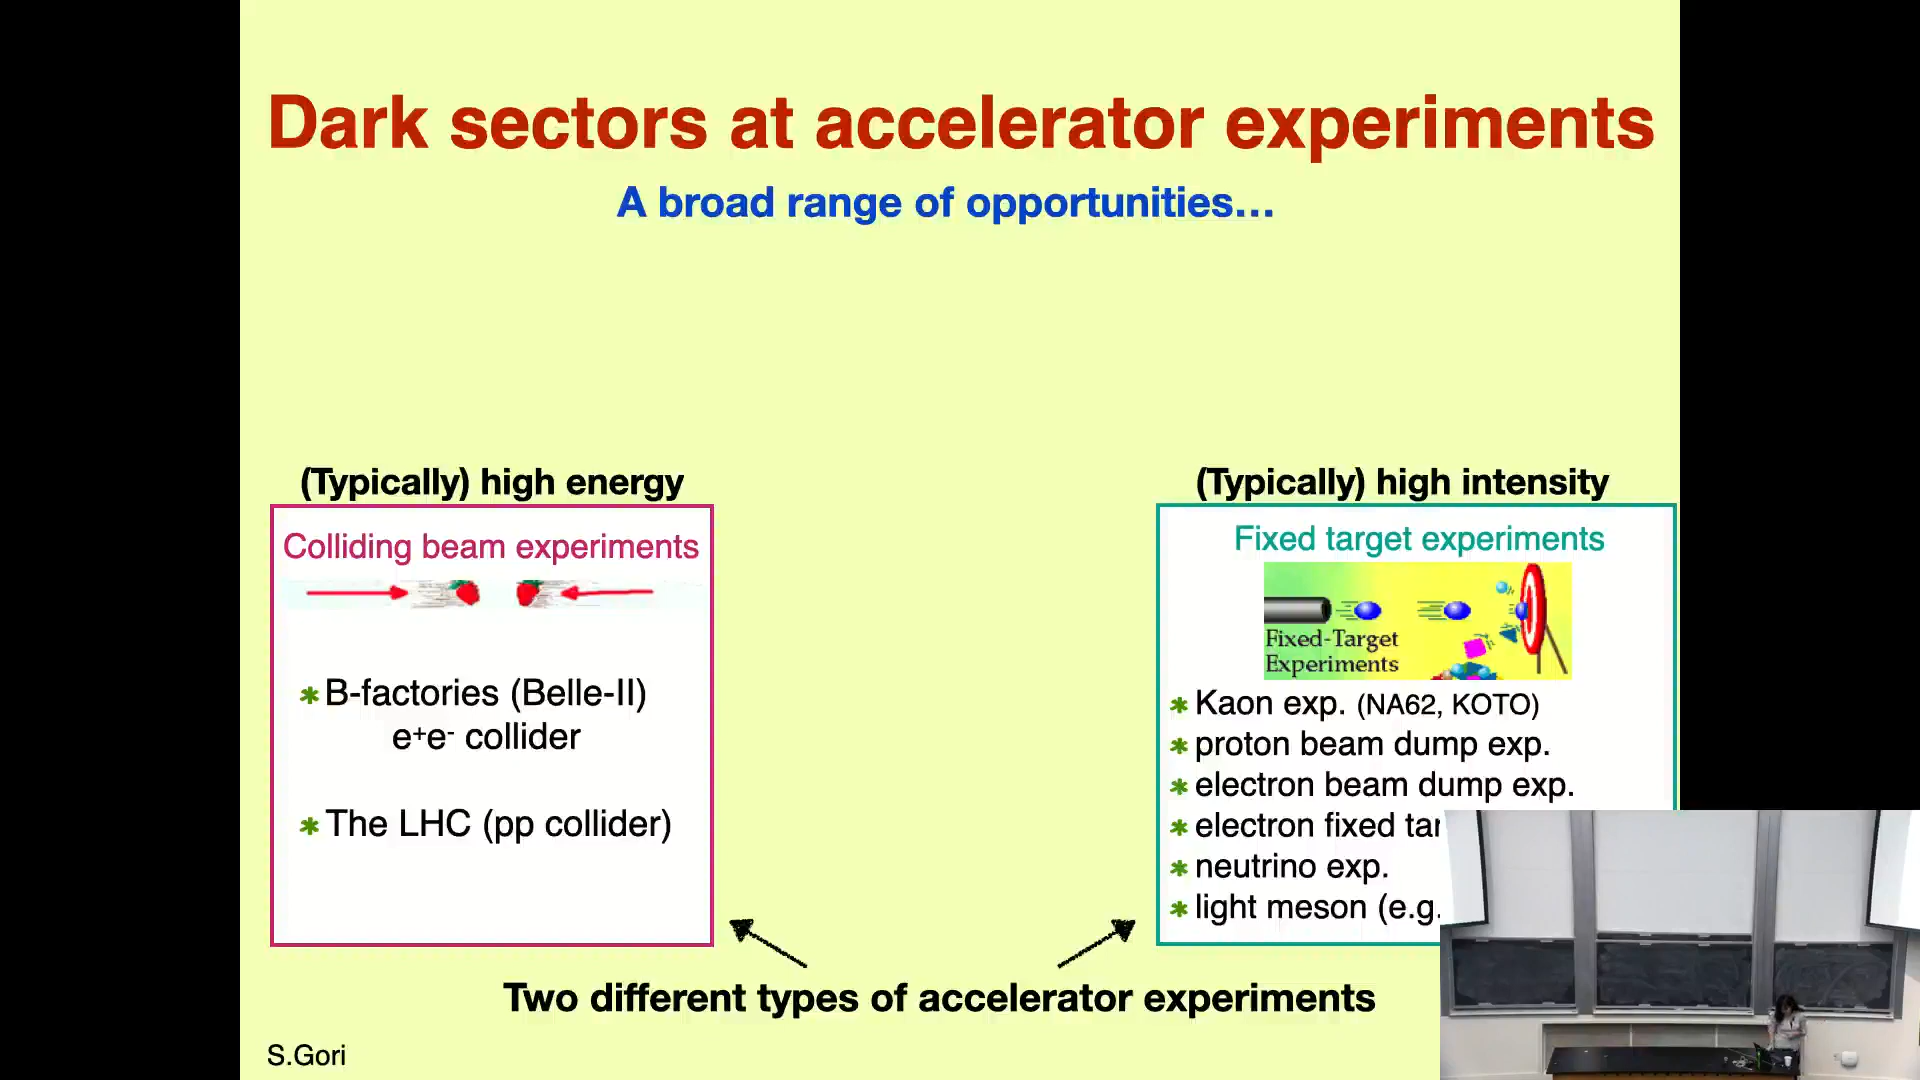 Dark sectors at accelerator experiments
A broad range of opportunities...
(Typically) high energy
Colliding beam experiments
* B-factories (Belle-II)
e+e- collider
* The LHC (pp collider)
(Typically) high intensity
Fixed target experiments
Fixed-Target
Experiments
* Kaon exp. (NA62, KOTO)
* proton beam dump exp.
* electron beam dump exp.
* electron fixed
* neutrino exp.
* light meson (e.g.
Two different types of accelerator experiments
S.Gori